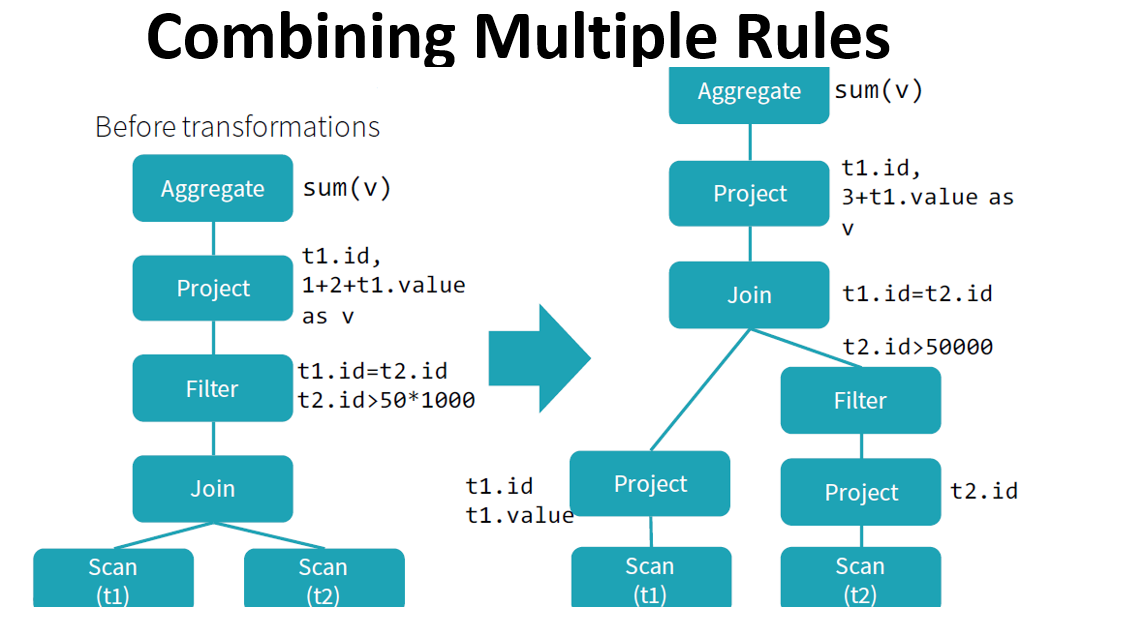 Combining Multiple Rules
Before transformations
Aggregate
sum(v)
Project
t1.id,
1+2+t1.value
as v
Filter
t1.id=t2.id
t2.id>50*1000
Join
Scan
(t1)
Scan
(t2)
Aggregate
sum(v)
Project
t1.id,
3+t1.value as
v
Join
t1.id=t2.id
t2.id>50000
Filter
Project
t1.id
t1.value
Project
t2.id
Scan
(t1)
Scan
(t2)